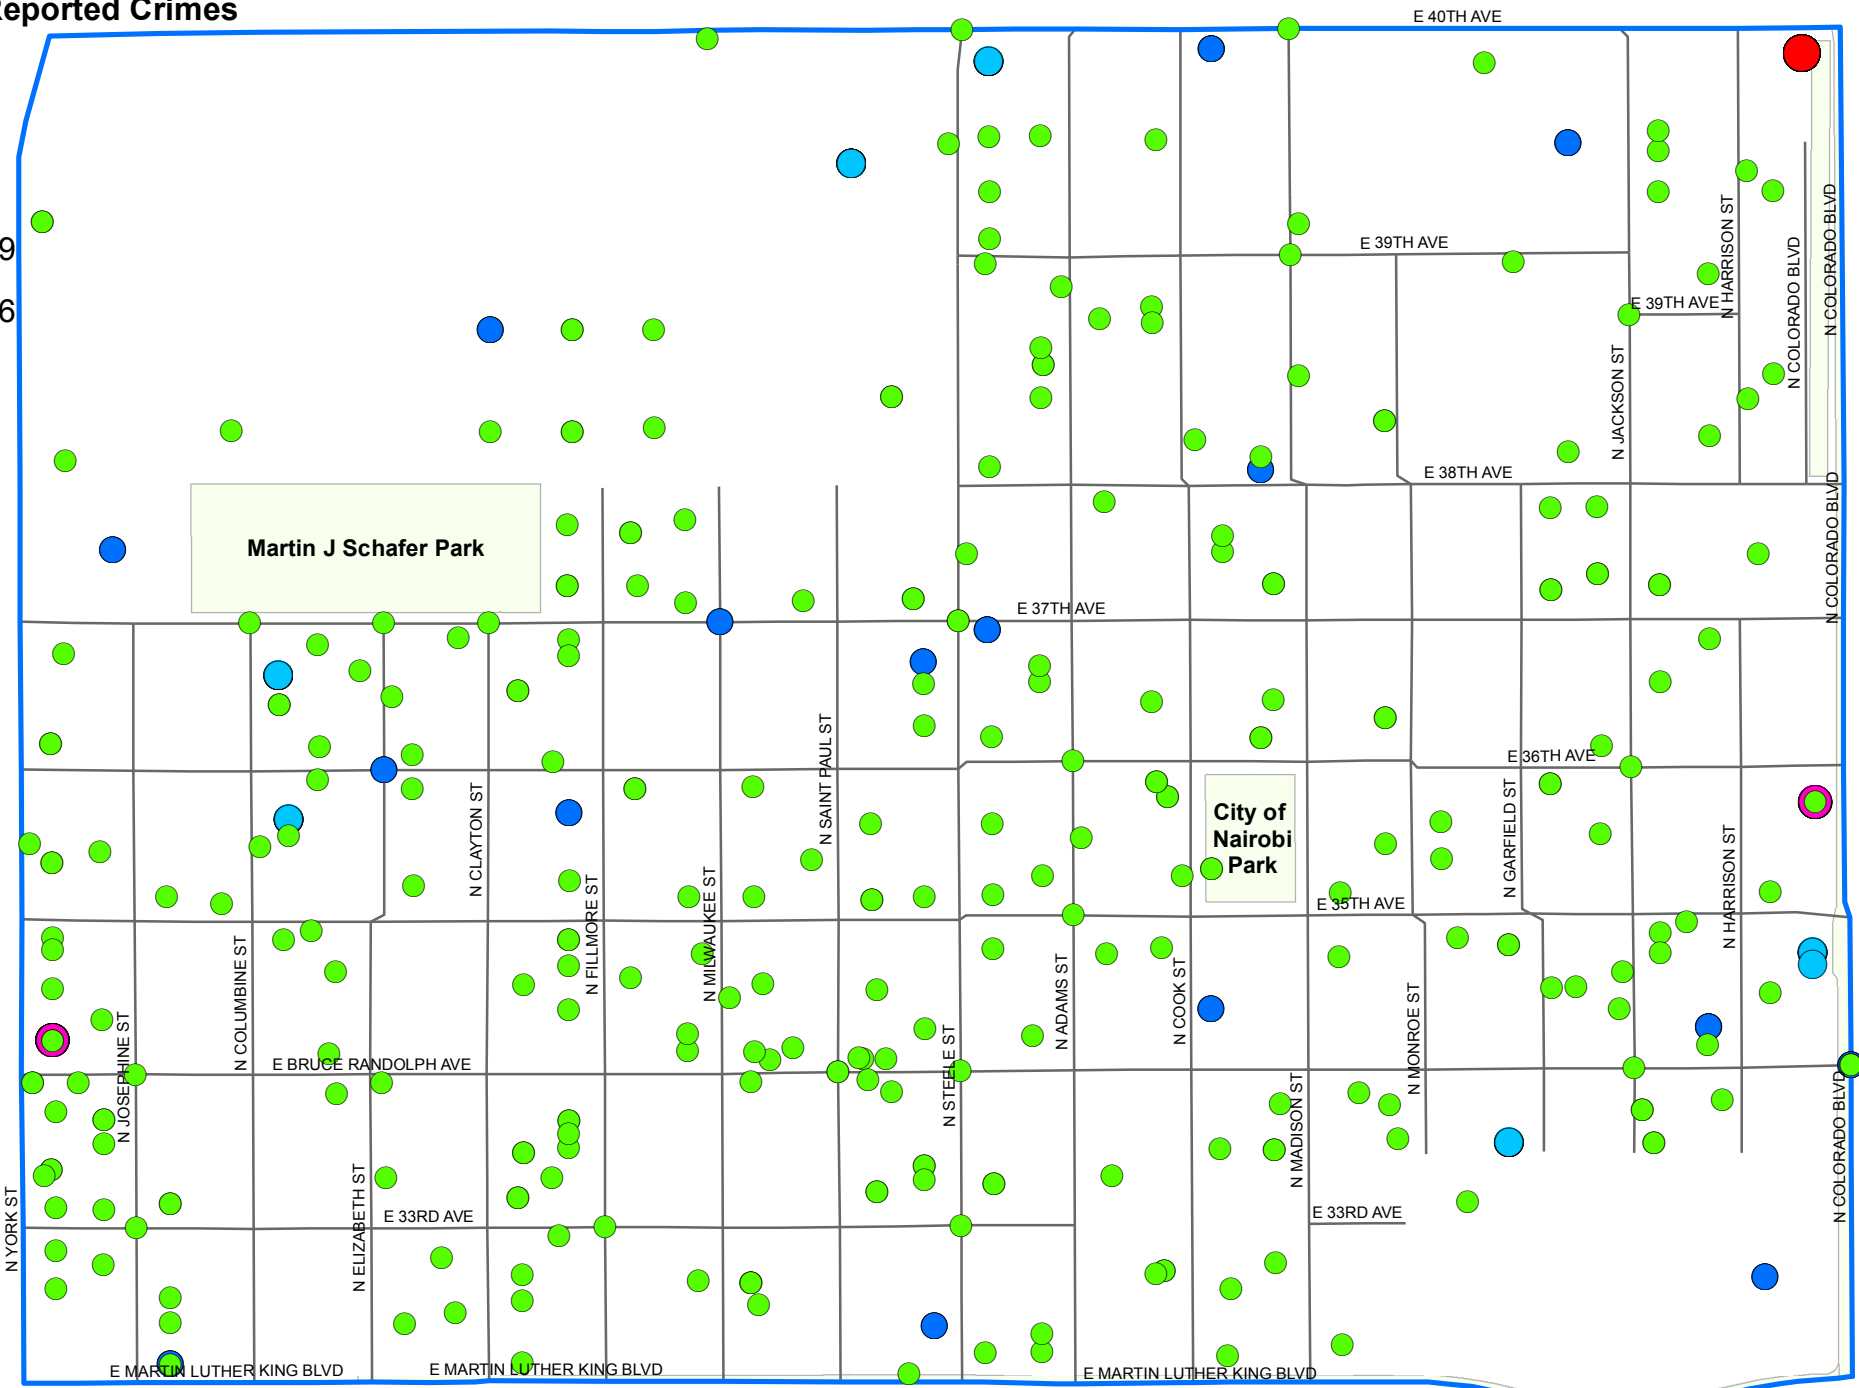 Reported Crimes
E 40TH AVE
9
E 39TH AVE
6
E 39TH AVE
N HARRISON ST
N COLORADO BLVD
N COLORADO BLVD
N JACKSON ST
E 38TH AVE
Martin J Schafer Park
N COLORADO BLVD
E 37TH AVE
N SAINT PAUL ST
E 36TH AVE
N CLAYTON ST
City of
Nairobi
Park
N GARFIELD ST
N HARRISON ST
N FILLMORE ST
N MILWAUKEE ST
E 35TH AVE
N COLUMBINE ST
N ADAMS ST
N COOK ST
N MONROE ST
N JOSEPHINE ST
E BRUCE RANDOLPH AVE
N STEELE ST
N MADISON ST
N COLORADO BLVD
N YORK ST
N ELIZABETH ST
E 33RD AVE
E 33RD AVE
E MARTIN LUTHER KING BLVD
E MARTIN LUTHER KING BLVD
E MARTIN LUTHER KING BLVD